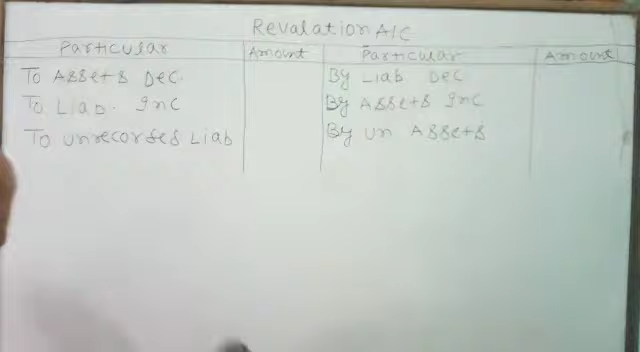 Revalation A/C
Particular Amount Particular Amount
To Assets Dec. By Liab Dec
To Liab. Inc By Assets Inc
To unrecorded Liab By un Assets